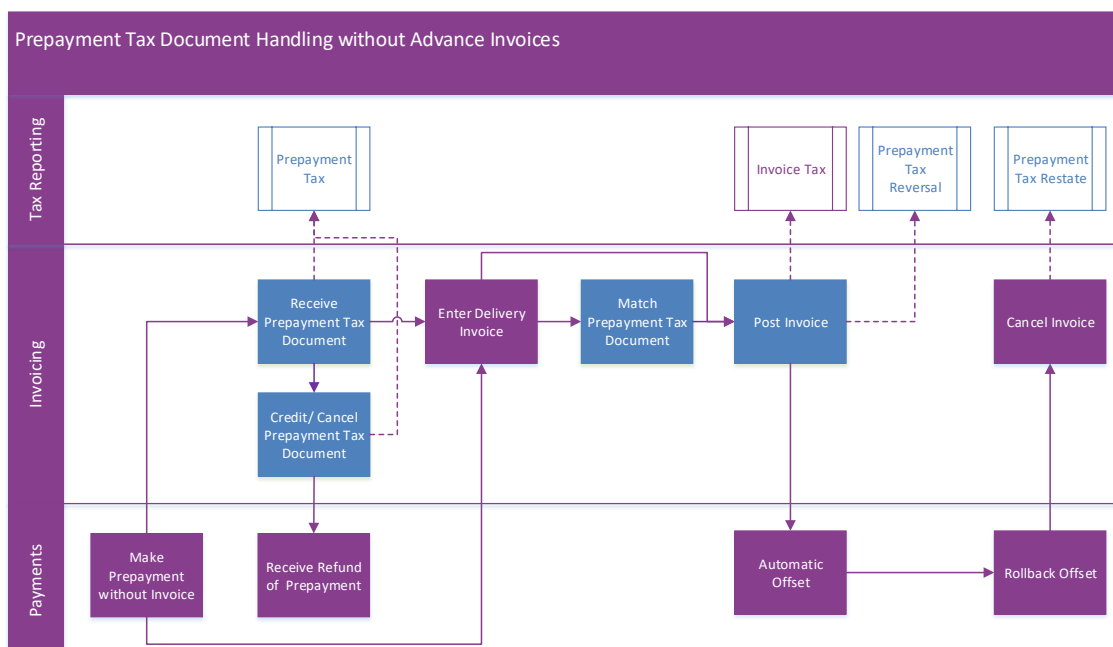 Prepayment Tax Document Handling without Advance Invoices
Tax Reporting
Prepayment
Tax
Invoice Tax
Prepayment
Tax
Reversal
Prepayment
Tax Restate
Invoicing
Receive
Prepayment Tax
Document
Enter Delivery
Invoice
Match
Prepayment Tax
Document
Post Invoice
Cancel Invoice
Credit/ Cancel
Prepayment Tax
Document
Payments
Make
Prepayment
without Invoice
Receive Refund
of Prepayment
Automatic
Offset
Rollback Offset